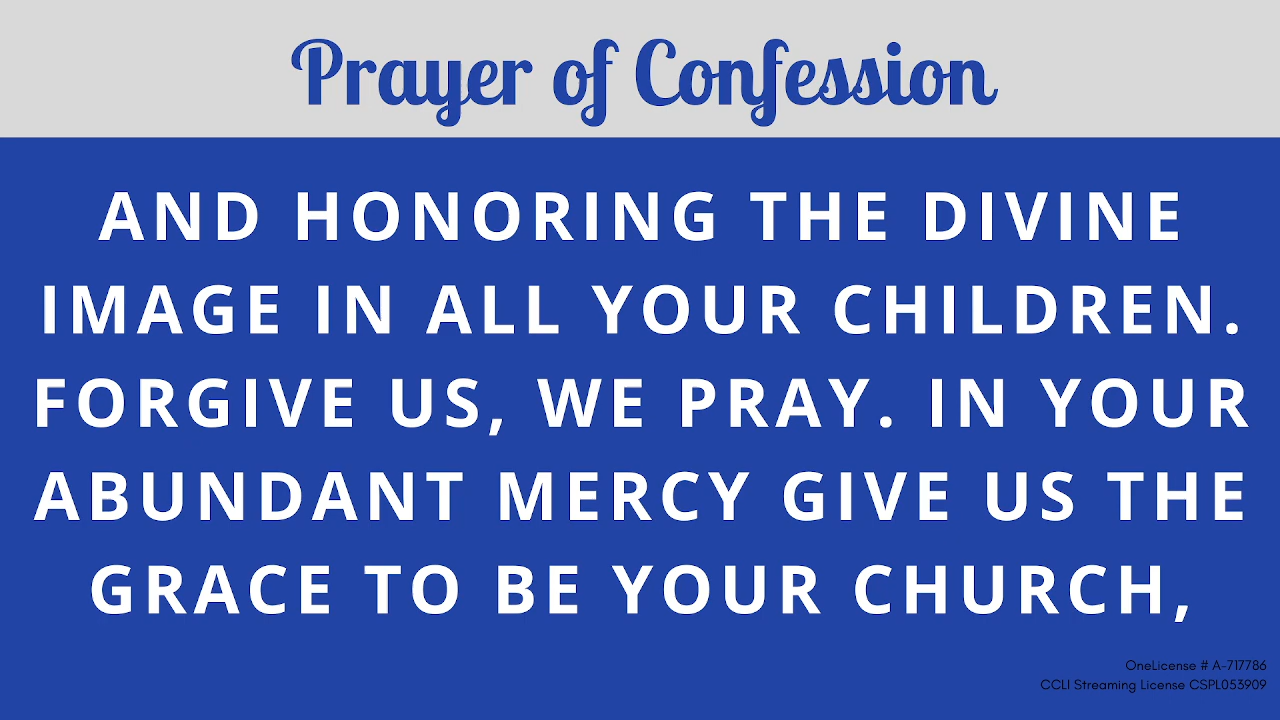 Prayer of Confession
AND HONORING THE DIVINE
IMAGE IN ALL YOUR CHILDREN.
FORGIVE US, WE PRAY. IN YOUR
ABUNDANT MERCY GIVE US THE
GRACE TO BE YOUR CHURCH,
OneLicense # A-717786
CCLI Streaming License CSPL053909